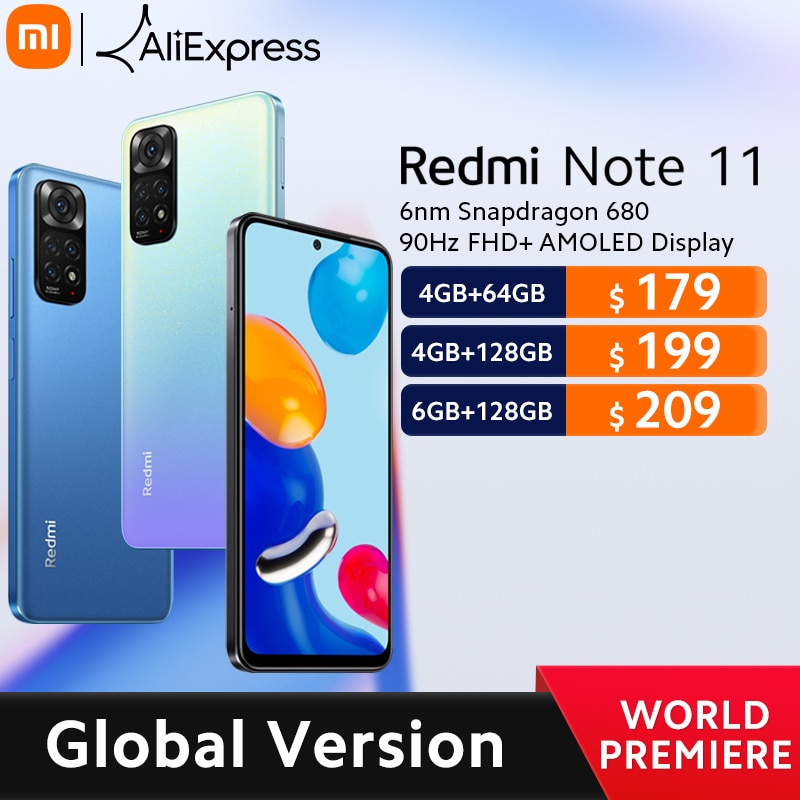 mi | AliExpress
Redmi Note 11
6nm Snapdragon 680
90Hz FHD+ AMOLED Display
4GB+64GB $ 179
4GB+128GB $ 199
6GB+128GB $ 209
Redmi
Redmi
Global Version
WORLD
PREMIERE